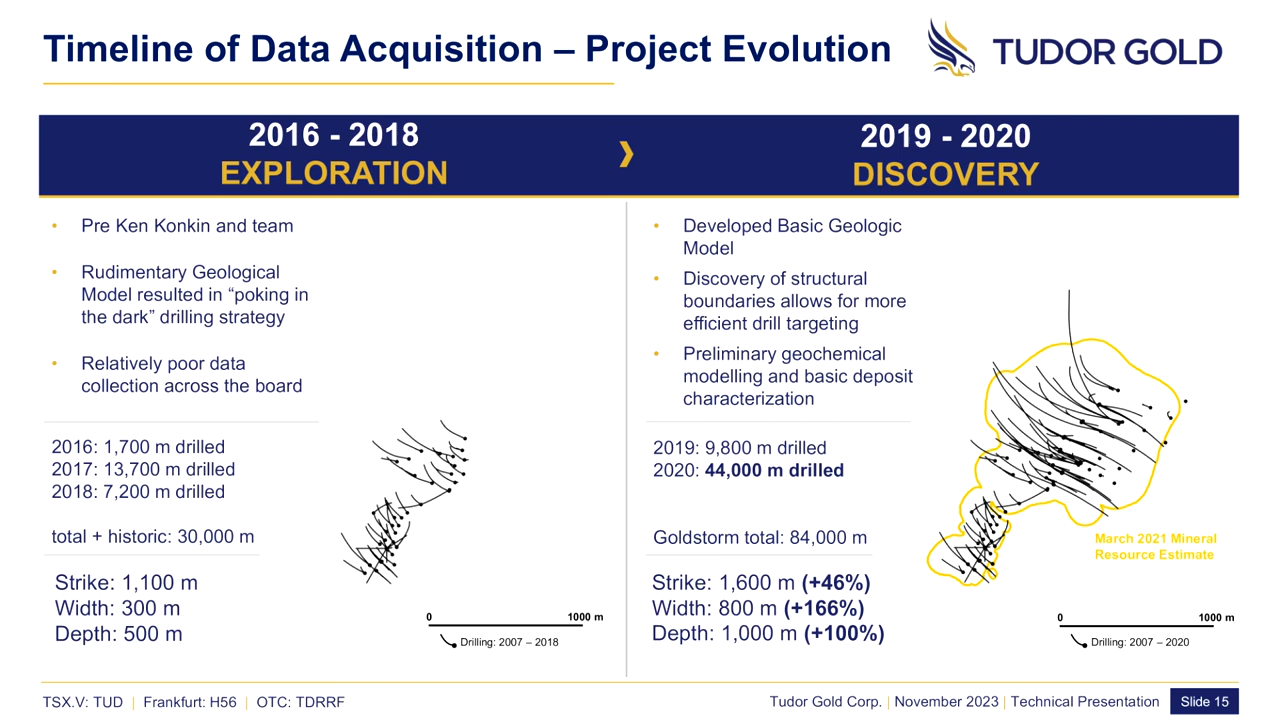 Timeline of Data Acquisition – Project Evolution
TUDOR GOLD
2016 - 2018
EXPLORATION
❯
2019 - 2020
DISCOVERY
• Pre Ken Konkin and team
• Rudimentary Geological
Model resulted in “poking in
the dark” drilling strategy
• Relatively poor data
collection across the board
2016: 1,700 m drilled
2017: 13,700 m drilled
2018: 7,200 m drilled
total + historic: 30,000 m
Strike: 1,100 m
Width: 300 m
Depth: 500 m
0 1000 m
Drilling: 2007 – 2018
• Developed Basic Geologic
Model
• Discovery of structural
boundaries allows for more
efficient drill targeting
• Preliminary geochemical
modelling and basic deposit
characterization
2019: 9,800 m drilled
2020: 44,000 m drilled
Goldstorm total: 84,000 m
Strike: 1,600 m (+46%)
Width: 800 m (+166%)
Depth: 1,000 m (+100%)
March 2021 Mineral
Resource Estimate
0 1000 m
Drilling: 2007 – 2020
TSX.V: TUD | Frankfurt: H56 | OTC: TDRRF
Tudor Gold Corp. | November 2023 | Technical Presentation
Slide 15